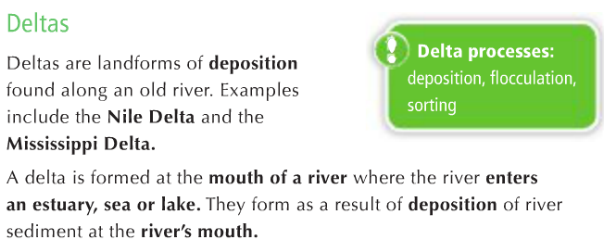 Deltas
Deltas are landforms of deposition
found along an old river. Examples
include the Nile Delta and the
Mississippi Delta.
Delta processes:
deposition, flocculation,
sorting
A delta is formed at the mouth of a river where the river enters
an estuary, sea or lake. They form as a result of deposition of river
sediment at the river's mouth.